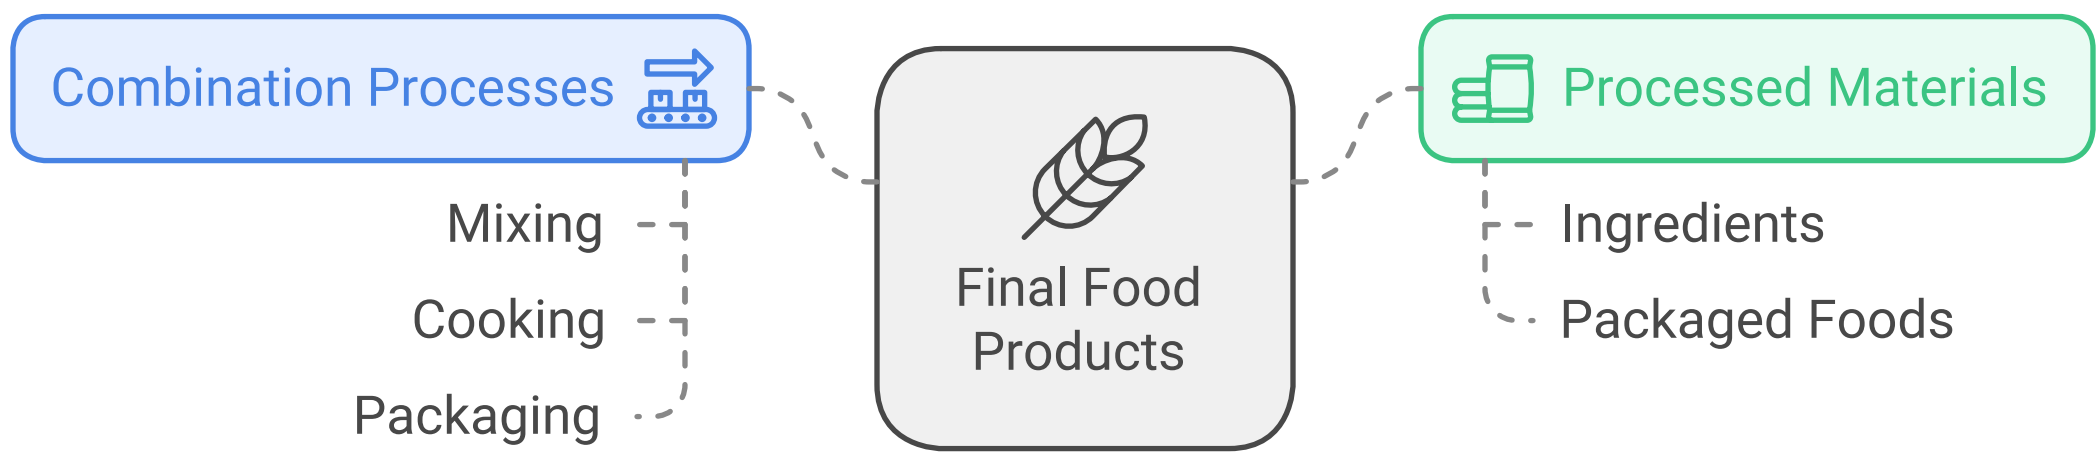 Combination Processes
Mixing
Cooking
Packaging
Final Food
Products
Processed Materials
Ingredients
Packaged Foods